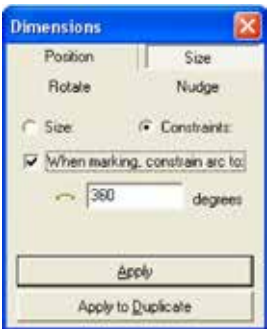 Dimensions
Position Size
Rotate Nudge
Size: Constraints:
When marking, constrain arc to:
360 degrees
Apply
Apply to Duplicate